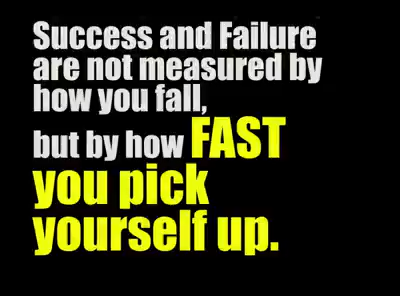 Success and Failure
are not measured by
how you fall,
but by how FAST
you pick
yourself up.